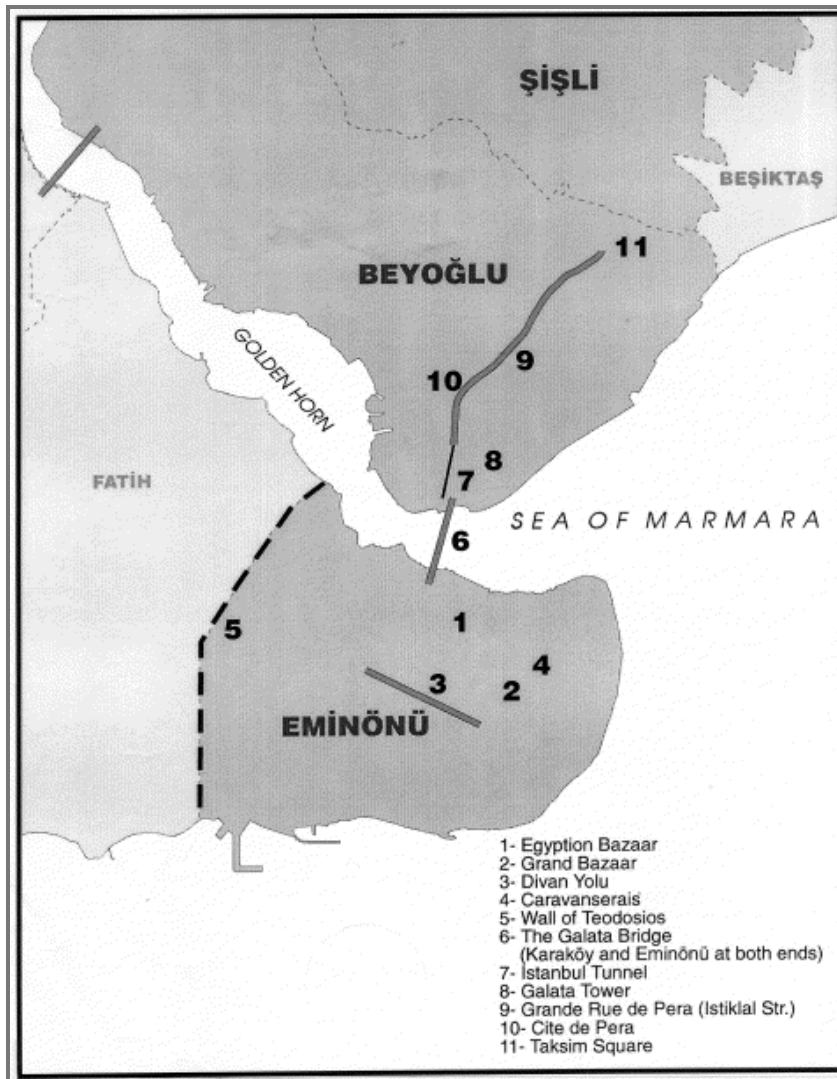 ŞİŞLİ
BEŞİKTAŞ
11
BEYOĞLU
GOLDEN HORN
9
10
8
FATİH
7
SEA OF MARMARA
6
5
1
4
3
2
EMİNÖNÜ
1- Egyption Bazaar
2- Grand Bazaar
3- Divan Yolu
4- Caravanserais
5- Wall of Teodosios
6- The Galata Bridge
(Karaköy and Eminönü at both ends)
7- İstanbul Tunnel
8- Galata Tower
9- Grande Rue de Pera (Istiklal Str.)
10- Cite de Pera
11- Taksim Square